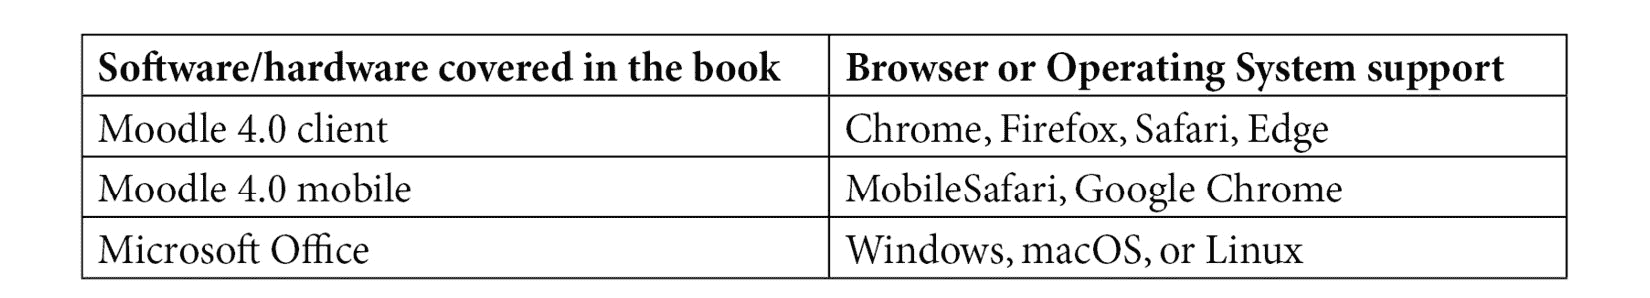 Software/hardware covered in the book Browser or Operating System support
Moodle 4.0 client Chrome, Firefox, Safari, Edge
Moodle 4.0 mobile MobileSafari, Google Chrome
Microsoft Office Windows, macOS, or Linux